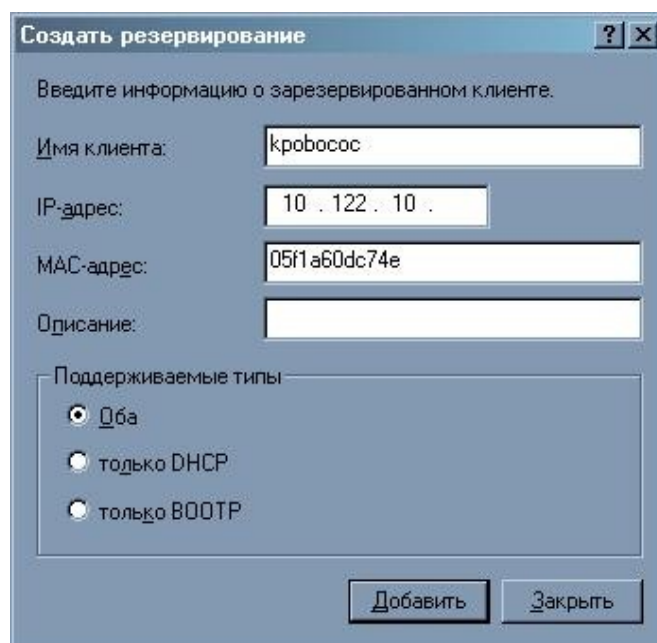 Создать резервирование
Введите информацию о зарезервированном клиенте.
Имя клиента: kpobococ
IP-адрес: 10 . 122 . 10 .
MAC-адрес: 05f1a60dc74e
Описание:
Поддерживаемые типы
Оба
только DHCP
только BOOTP
Добавить Закрыть